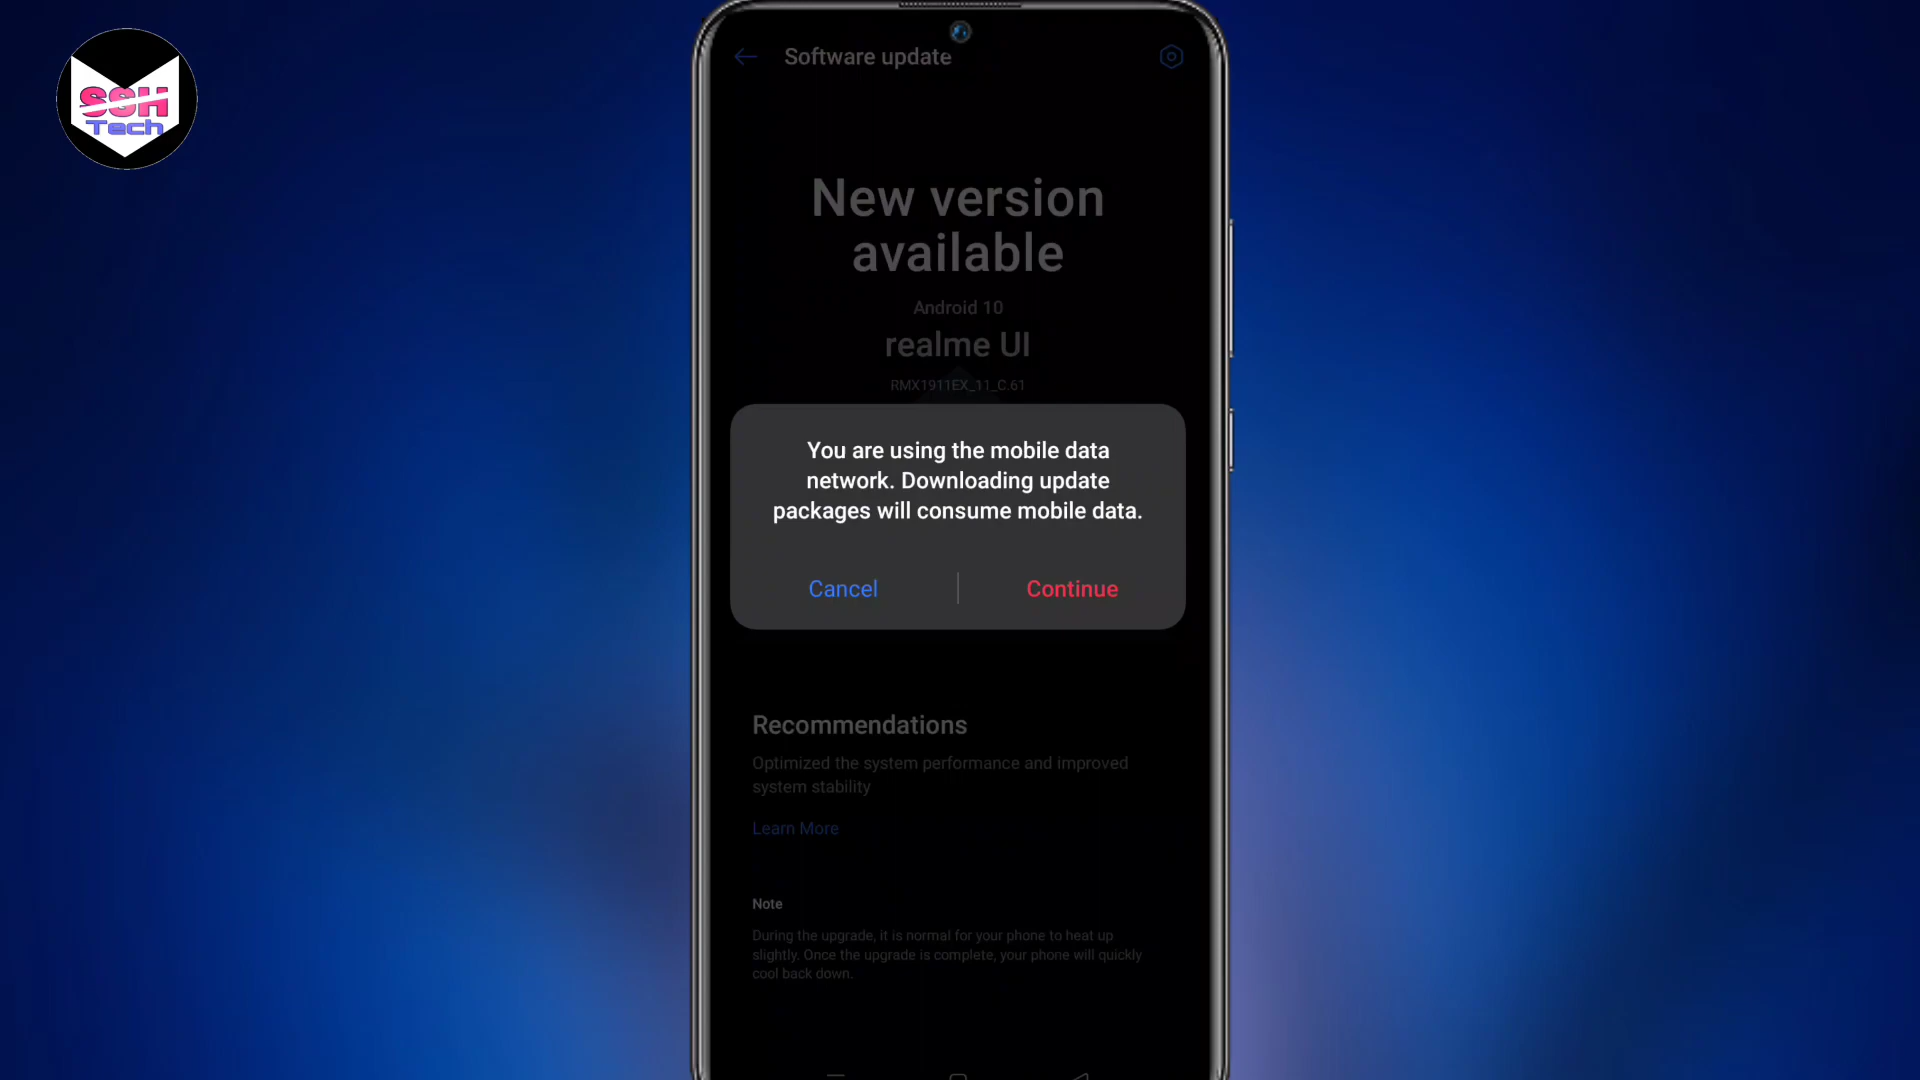 SSH
Tech
Software update
New version
available
Android 10
realme UI
RMX1911EX_11_C.61
You are using the mobile data
network. Downloading update
packages will consume mobile data.
Cancel
Continue
Recommendations
Optimized the system performance and improved
system stability
Learn More
Note
During the upgrade, it is normal for your phone to heat up
slightly. Once the upgrade is complete, your phone will quickly
cool back down.